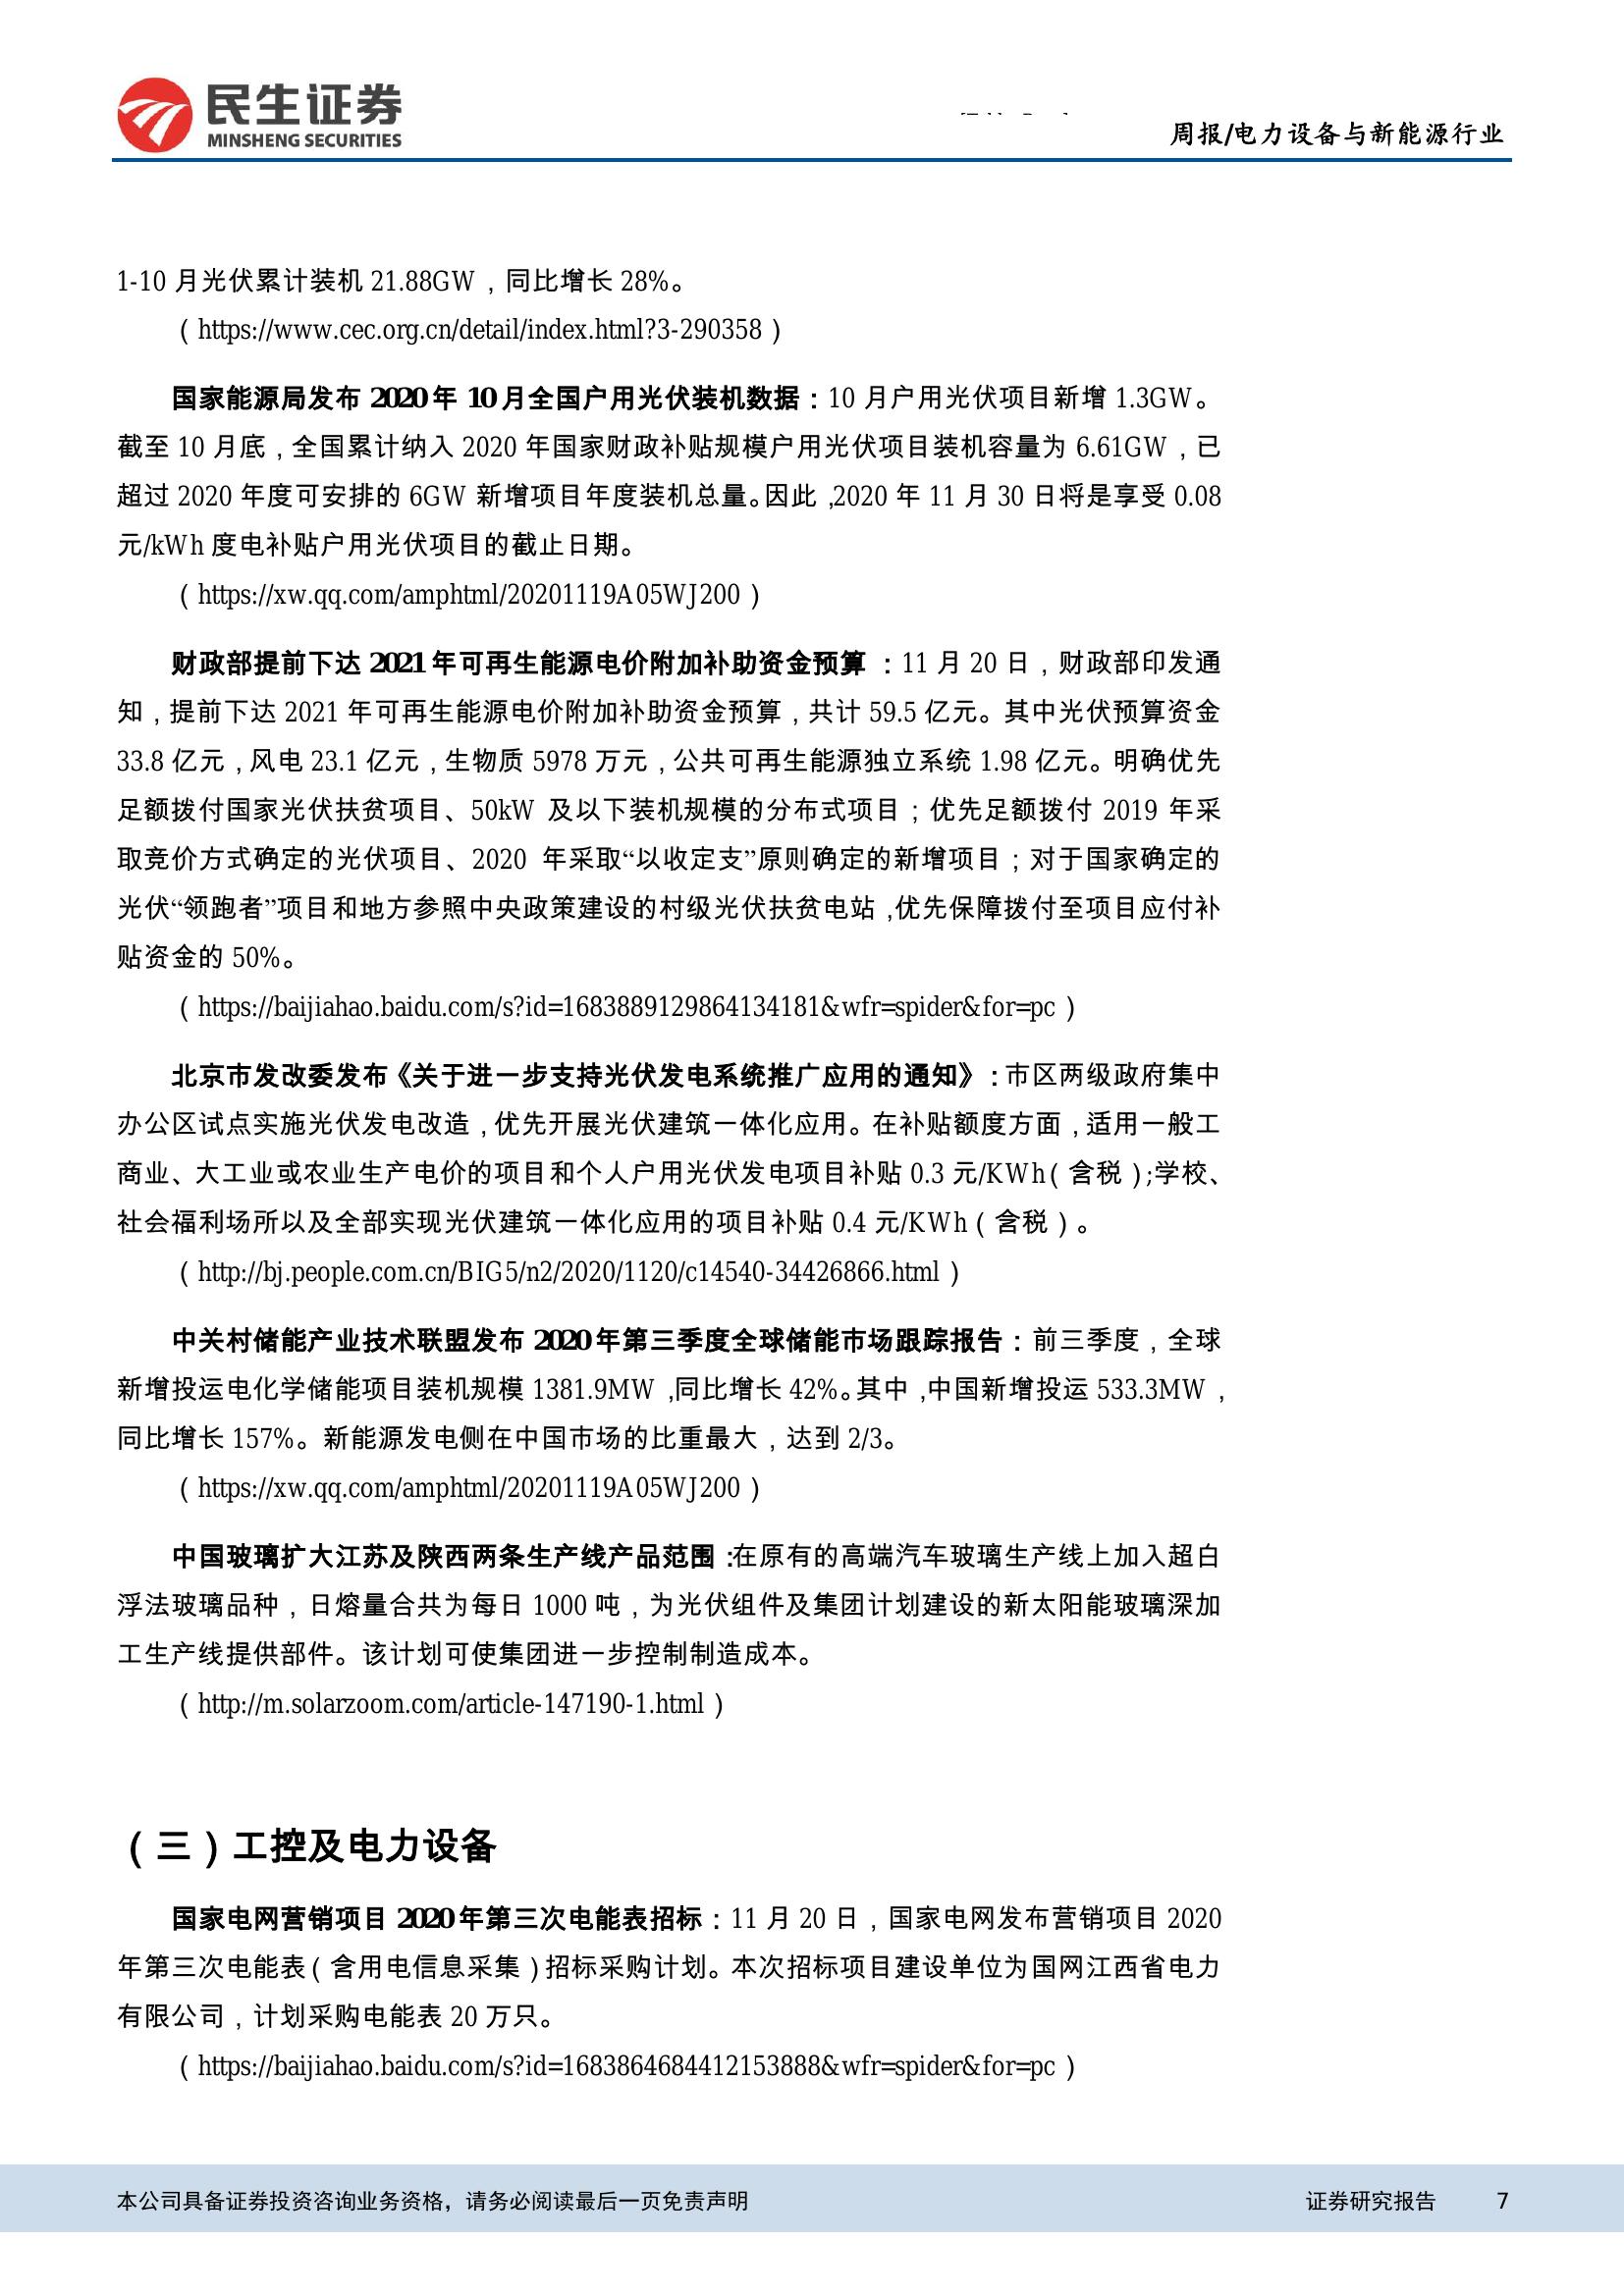 民生证券
MINSHENG SECURITIES
周报/电力设备与新能源行业
1-10 月光伏累计装机 21.88GW，同比增长 28%。
（https://www.cec.org.cn/detail/index.html?3-290358）
国家能源局发布 2020 年 10 月全国户用光伏装机数据：10 月户用光伏项目新增 1.3GW。
截至 10 月底，全国累计纳入 2020 年国家财政补贴规模户用光伏项目装机容量为 6.61GW，已
超过 2020 年度可安排的 6GW 新增项目年度装机总量。因此，2020 年 11 月 30 日将是享受 0.08
元/kWh 度电补贴户用光伏项目的截止日期。
（https://xw.qq.com/amphtml/20201119A05WJ200）
财政部提前下达 2021 年可再生能源电价附加补助资金预算 ：11 月 20 日，财政部印发通
知，提前下达 2021 年可再生能源电价附加补助资金预算，共计 59.5 亿元。其中光伏预算资金
33.8 亿元，风电 23.1 亿元，生物质 5978 万元，公共可再生能源独立系统 1.98 亿元。明确优先
足额拨付国家光伏扶贫项目、50kW 及以下装机规模的分布式项目；优先足额拨付 2019 年采
取竞价方式确定的光伏项目、2020 年采取“以收定支”原则确定的新增项目；对于国家确定的
光伏“领跑者”项目和地方参照中央政策建设的村级光伏扶贫电站，优先保障拨付至项目应付补
贴资金的 50%。
（https://baijiahao.baidu.com/s?id=1683889129864134181&wfr=spider&for=pc）
北京市发改委发布《关于进一步支持光伏发电系统推广应用的通知》：市区两级政府集中
办公区试点实施光伏发电改造，优先开展光伏建筑一体化应用。在补贴额度方面，适用一般工
商业、大工业或农业生产电价的项目和个人户用光伏发电项目补贴 0.3 元/KWh（含税）;学校、
社会福利场所以及全部实现光伏建筑一体化应用的项目补贴 0.4 元/KWh（含税）。
（http://bj.people.com.cn/BIG5/n2/2020/1120/c14540-34426866.html）
中关村储能产业技术联盟发布 2020 年第三季度全球储能市场跟踪报告：前三季度，全球
新增投运电化学储能项目装机规模 1381.9MW，同比增长 42%。其中，中国新增投运 533.3MW，
同比增长 157%。新能源发电侧在中国市场的比重最大，达到 2/3。
（https://xw.qq.com/amphtml/20201119A05WJ200）
中国玻璃扩大江苏及陕西两条生产线产品范围：在原有的高端汽车玻璃生产线上加入超白
浮法玻璃品种，日熔量合共为每日 1000 吨，为光伏组件及集团计划建设的新太阳能玻璃深加
工生产线提供部件。该计划可使集团进一步控制制造成本。
（http://m.solarzoom.com/article-147190-1.html）
（三）工控及电力设备
国家电网营销项目 2020 年第三次电能表招标：11 月 20 日，国家电网发布营销项目 2020
年第三次电能表（含用电信息采集）招标采购计划。本次招标项目建设单位为国网江西省电力
有限公司，计划采购电能表 20 万只。
（https://baijiahao.baidu.com/s?id=1683864684412153888&wfr=spider&for=pc）
本公司具备证券投资咨询业务资格，请务必阅读最后一页免责声明
证券研究报告 7